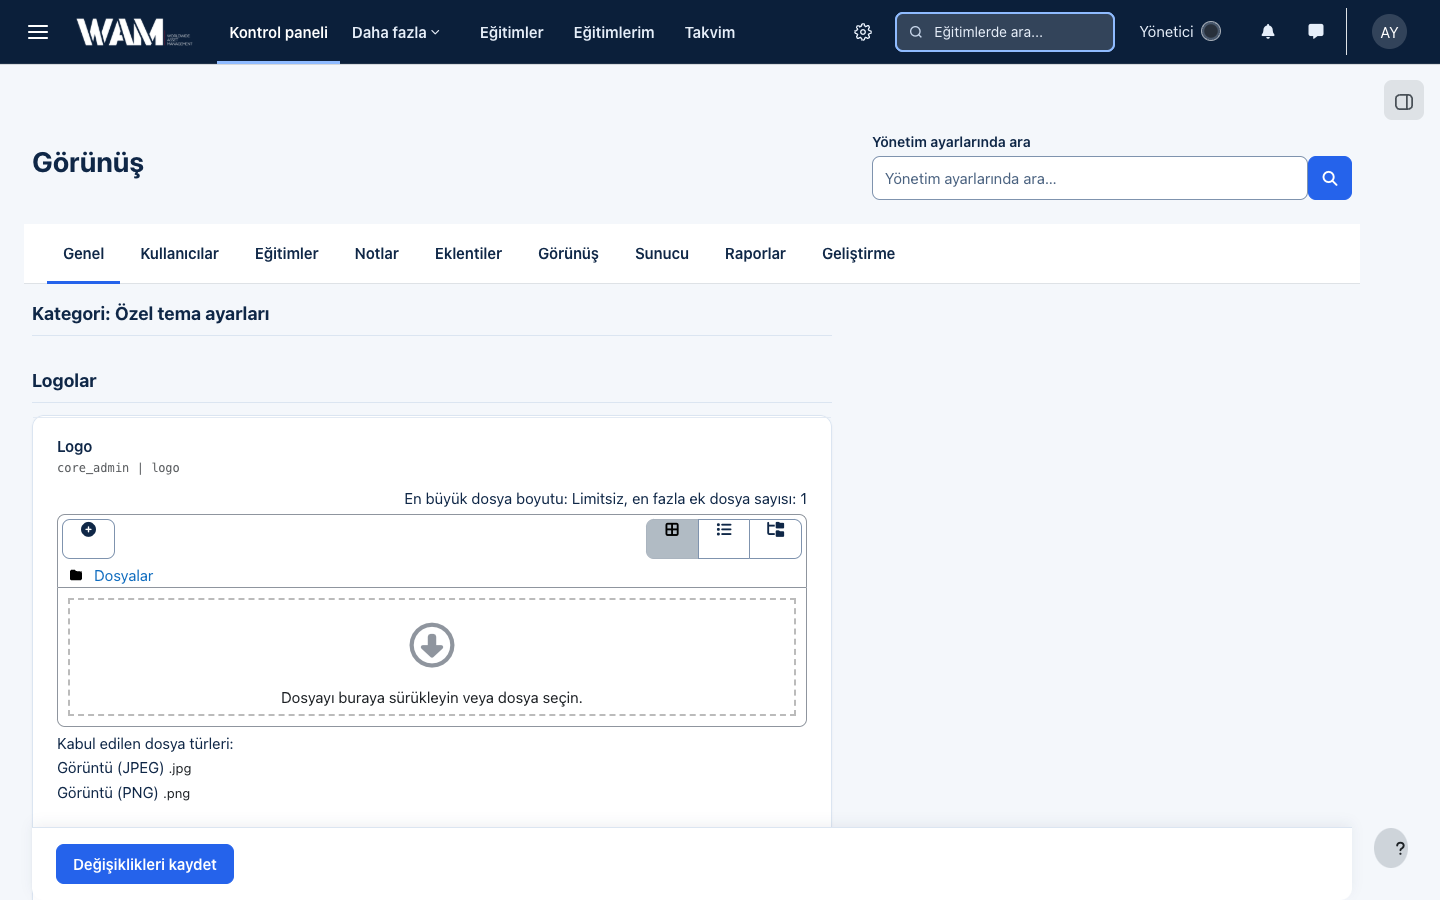 WAM WORLDWIDE ASSET MANAGEMENT
Kontrol paneli
Daha fazla
Eğitimler
Eğitimlerim
Takvim
Eğitimlerde ara...
Yönetici
AY
Görünüş
Yönetim ayarlarında ara
Yönetim ayarlarında ara...
Genel
Kullanıcılar
Eğitimler
Notlar
Eklentiler
Görünüş
Sunucu
Raporlar
Geliştirme
Kategori: Özel tema ayarları
Logolar
Logo
core_admin | logo
En büyük dosya boyutu: Limitsiz, en fazla ek dosya sayısı: 1
Dosyalar
Dosyayı buraya sürükleyin veya dosya seçin.
Kabul edilen dosya türleri:
Görüntü (JPEG) .jpg
Görüntü (PNG) .png
Değişiklikleri kaydet
?